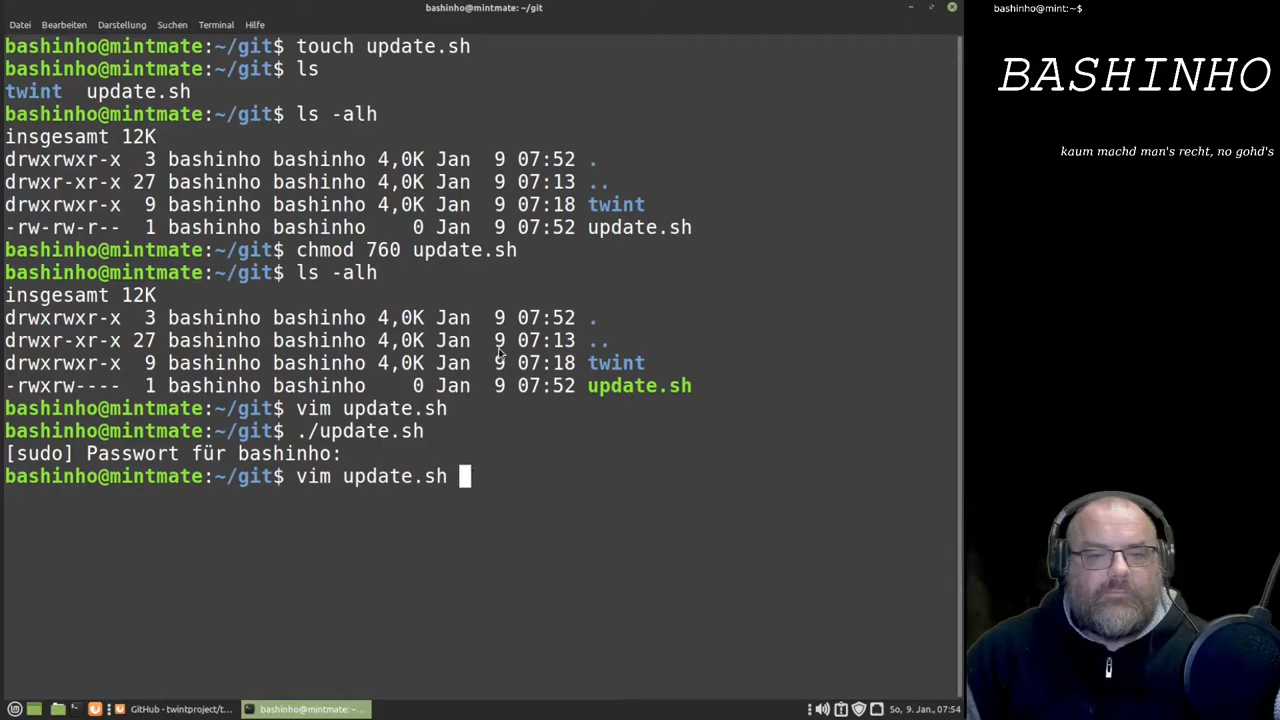 bashinho@mintmate: ~/git
Datei Bearbeiten Darstellung Suchen Terminal Hilfe
bashinho@mintmate:~/git$ touch update.sh
bashinho@mintmate:~/git$ ls
twint  update.sh
bashinho@mintmate:~/git$ ls -alh
insgesamt 12K
drwxrwxr-x  3 bashinho bashinho 4,0K Jan  9 07:52 .
drwxr-xr-x 27 bashinho bashinho 4,0K Jan  9 07:13 ..
drwxrwxr-x  9 bashinho bashinho 4,0K Jan  9 07:18 twint
-rw-rw-r--  1 bashinho bashinho    0 Jan  9 07:52 update.sh
bashinho@mintmate:~/git$ chmod 760 update.sh
bashinho@mintmate:~/git$ ls -alh
insgesamt 12K
drwxrwxr-x  3 bashinho bashinho 4,0K Jan  9 07:52 .
drwxr-xr-x 27 bashinho bashinho 4,0K Jan  9 07:13 ..
drwxrwxr-x  9 bashinho bashinho 4,0K Jan  9 07:18 twint
-rwxrw----  1 bashinho bashinho    0 Jan  9 07:52 update.sh
bashinho@mintmate:~/git$ vim update.sh
bashinho@mintmate:~/git$ ./update.sh
[sudo] Passwort für bashinho:
bashinho@mintmate:~/git$ vim update.sh
GitHub - twintproject/t... bashinho@mintmate: ~... So, 9. Jan., 07:54
bashinho@mint:~$
BASHINHO
kaum machd man's recht, no gohd's